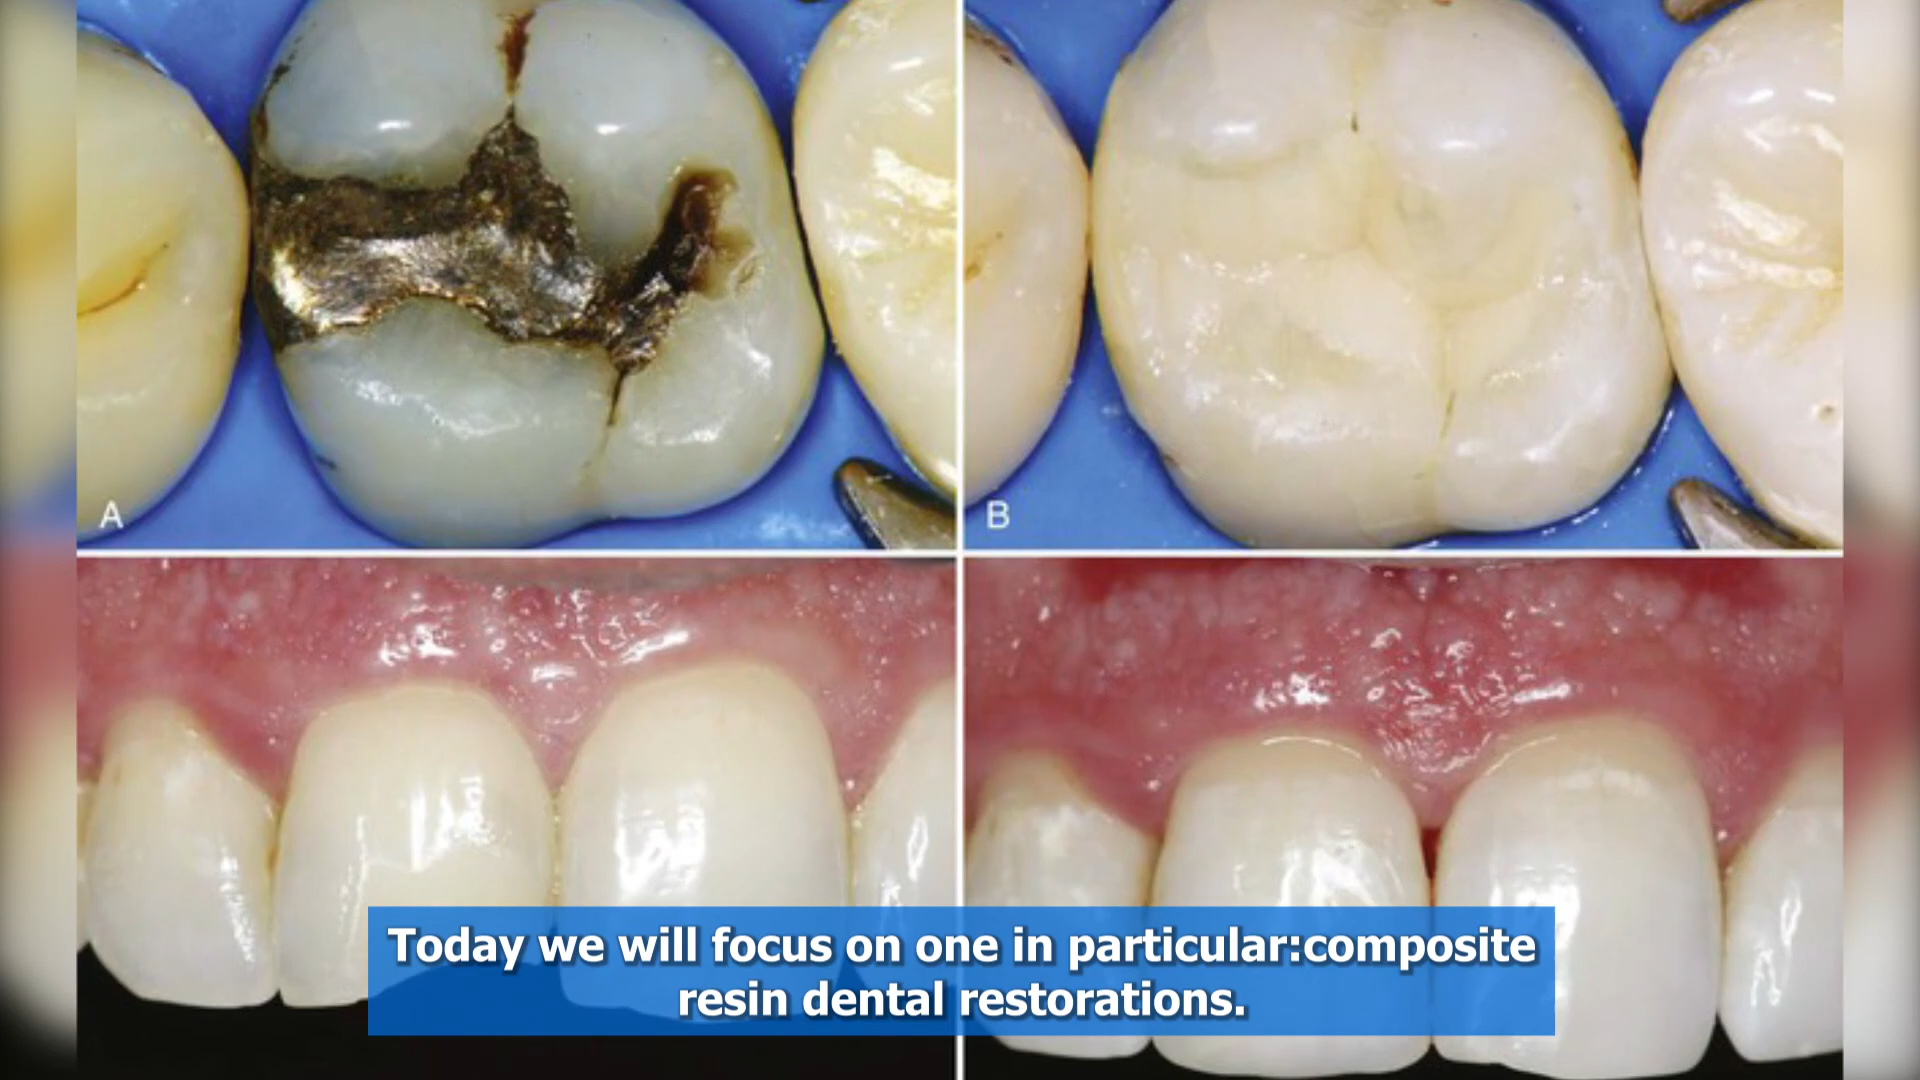 A
B
Today we will focus on one in particular:composite
resin dental restorations.